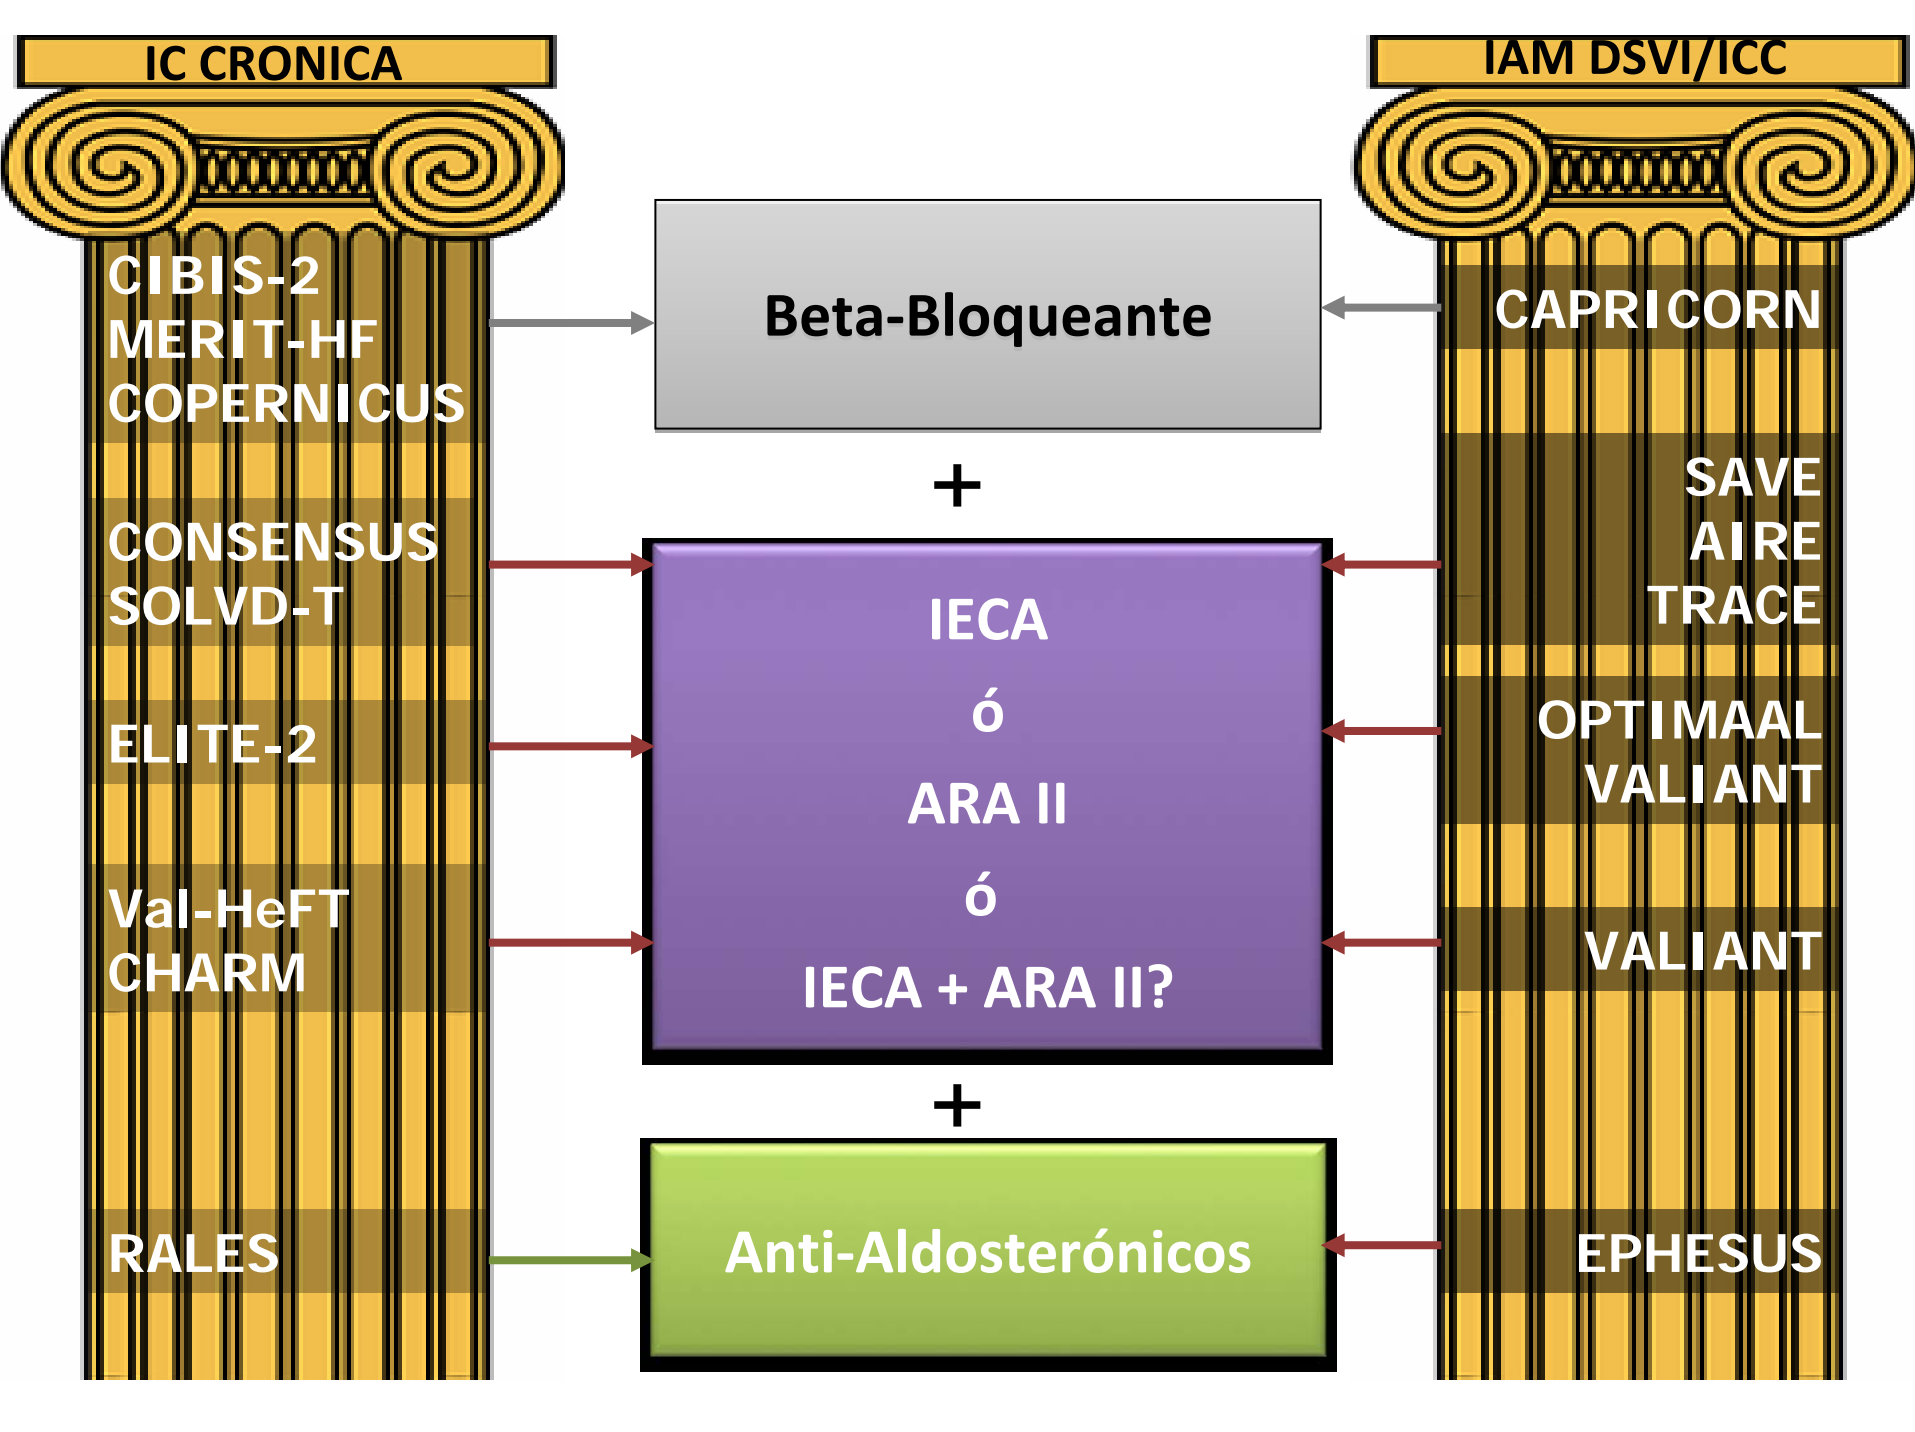 IC CRONICA
CIBIS-2
MERIT-HF
COPERNICUS
CONSENSUS
SOLVD-T
ELITE-2
Val-HeFT
CHARM
RALES
Beta-Bloqueante
+
IECA
ó
ARA II
ó
IECA + ARA II?
+
Anti-Aldosterónicos
IAM DSVI/ICC
CAPRICORN
SAVE
AIRE
TRACE
OPTIMAAL
VALIANT
VALIANT
EPHESUS